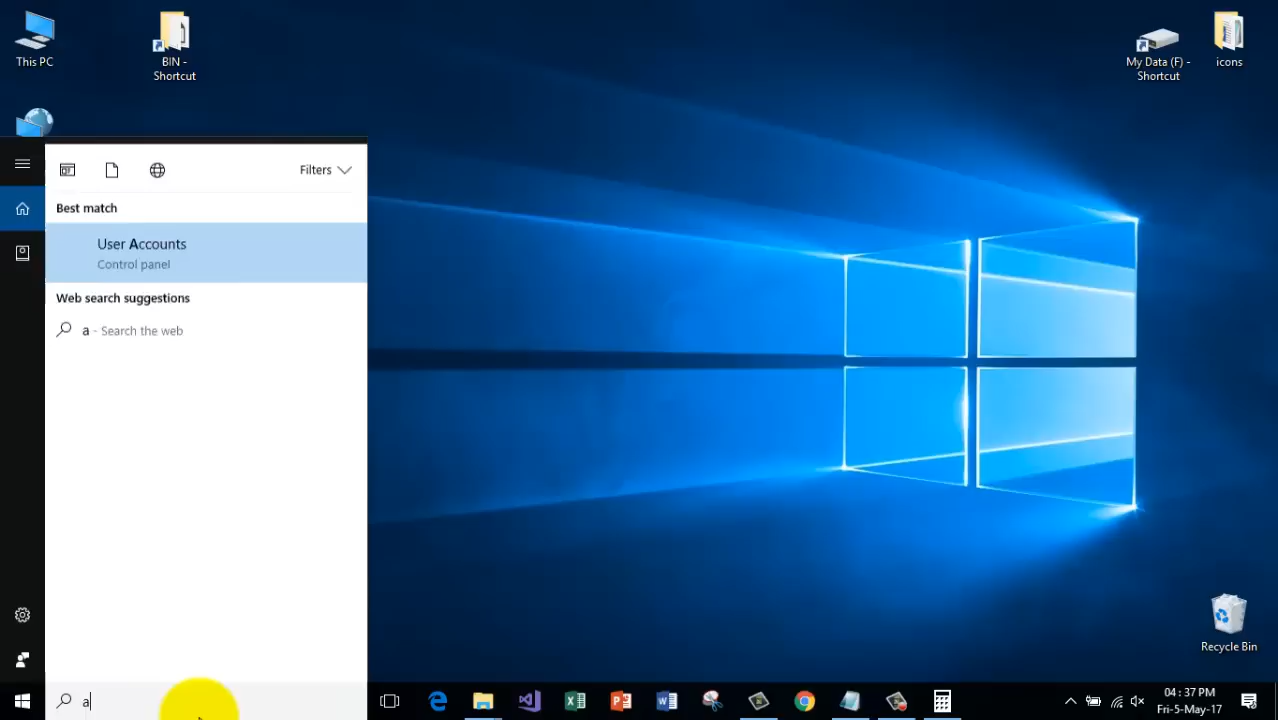 This PC
BIN -
Shortcut
My Data (F) -
Shortcut
icons
Filters
Best match
User Accounts
Control panel
Web search suggestions
a - Search the web
Recycle Bin
a
04 : 37 PM
Fri-5-May-17